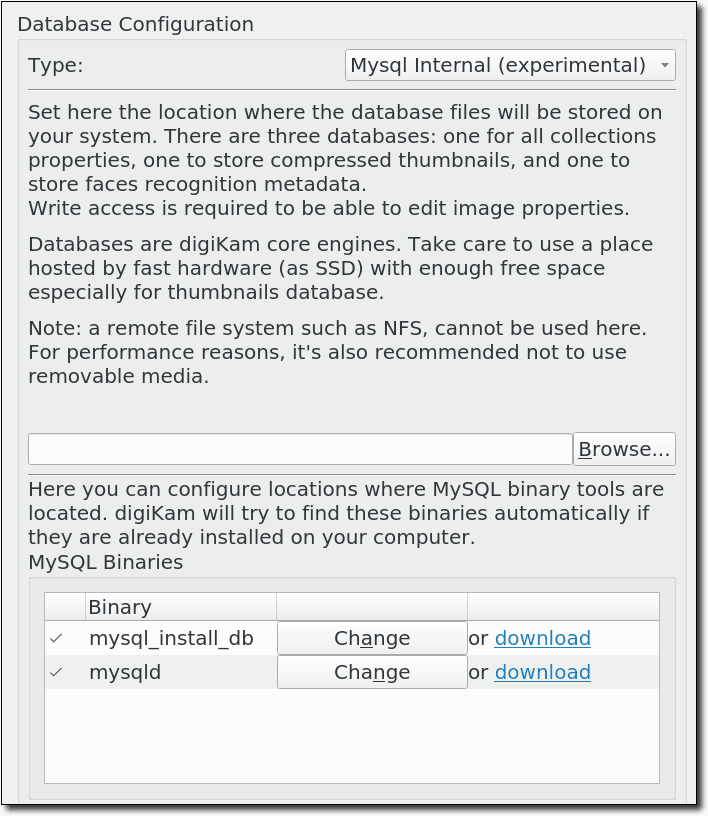 Database Configuration
Type: Mysql Internal (experimental)
Set here the location where the database files will be stored on
your system. There are three databases: one for all collections
properties, one to store compressed thumbnails, and one to
store faces recognition metadata.
Write access is required to be able to edit image properties.
Databases are digiKam core engines. Take care to use a place
hosted by fast hardware (as SSD) with enough free space
especially for thumbnails database.
Note: a remote file system such as NFS, cannot be used here.
For performance reasons, it's also recommended not to use
removable media.
Browse...
Here you can configure locations where MySQL binary tools are
located. digiKam will try to find these binaries automatically if
they are already installed on your computer.
MySQL Binaries
Binary
mysql_install_db Change or download
mysqld Change or download